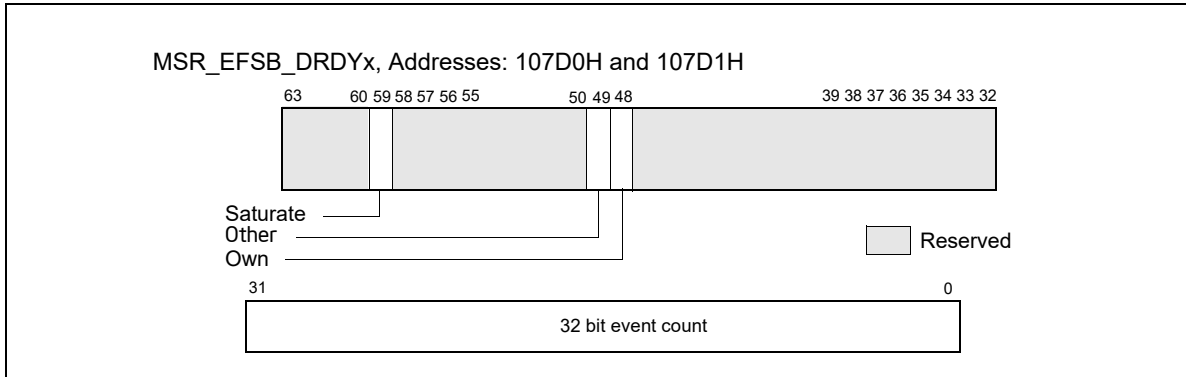 MSR_EFSB_DRDYx, Addresses: 107D0H and 107D1H
63 60 59 58 57 56 55 50 49 48 39 38 37 36 35 34 33 32
Saturate
Other
Own
Reserved
31 0
32 bit event count